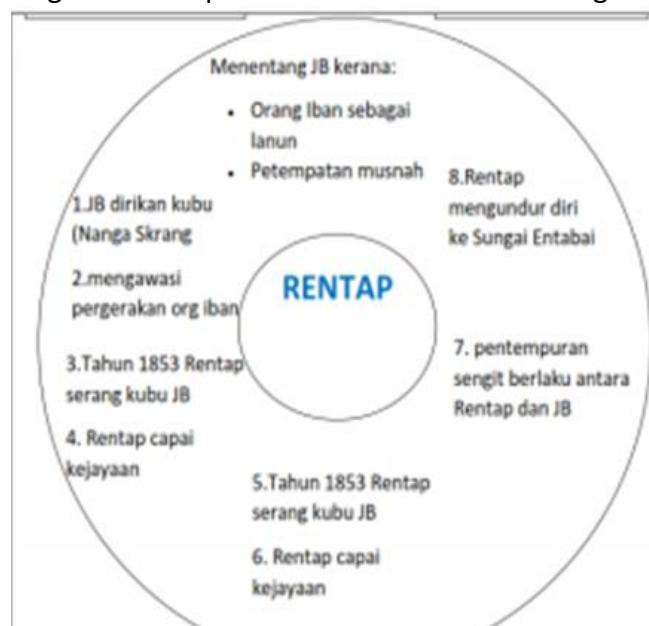 Menentang JB kerana:
• Orang Iban sebagai
lanun
• Petempatan musnah
1.JB dirikan kubu
(Nanga Skrang
2.mengawasi
pergerakan org iban
3.Tahun 1853 Rentap
serang kubu JB
4. Rentap capai
kejayaan
5.Tahun 1853 Rentap
serang kubu JB
6. Rentap capai
kejayaan
7. pentempuran
sengit berlaku antara
Rentap dan JB
8.Rentap
mengundur diri
ke Sungai Entabai
RENTAP